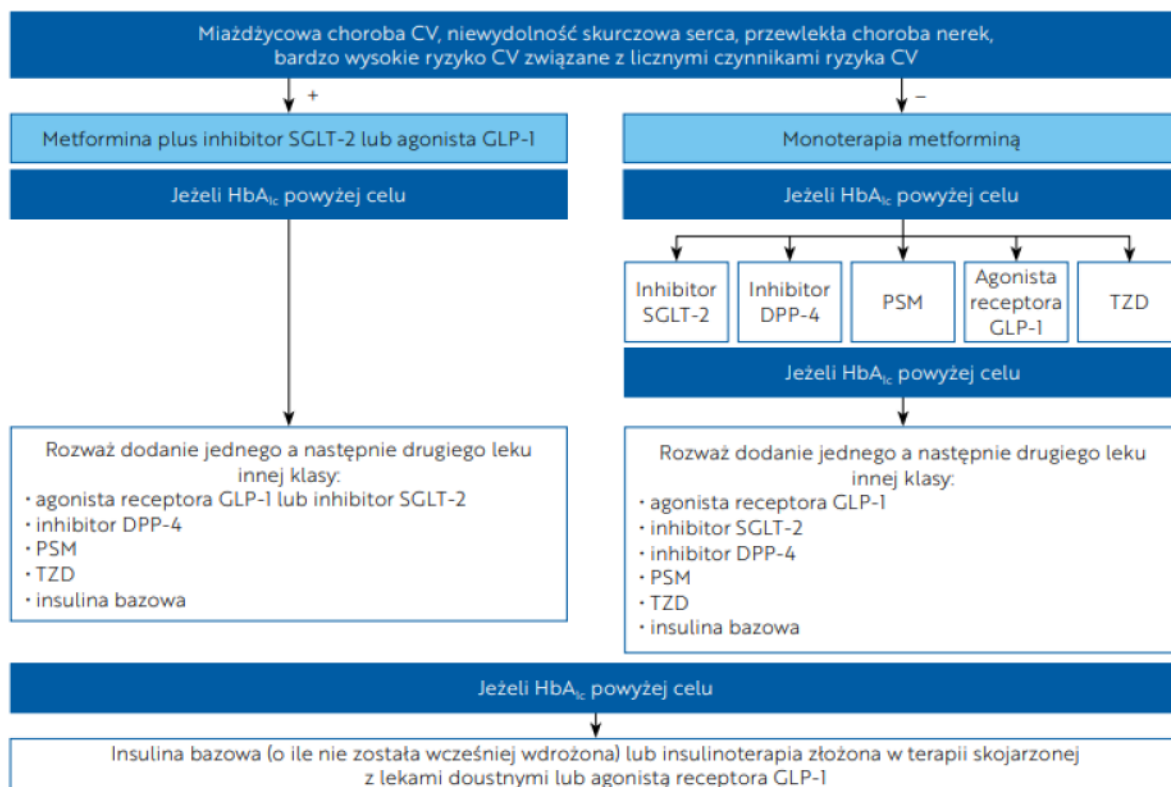 Miażdżycowa choroba CV, niewydolność skurczowa serca, przewlekła choroba nerek,
bardzo wysokie ryzyko CV związane z licznymi czynnikami ryzyka CV
+
–
Metformina plus inhibitor SGLT-2 lub agonista GLP-1
Jeżeli HbA1c powyżej celu
Monoterapia metforminą
Jeżeli HbA1c powyżej celu
Inhibitor
SGLT-2
Inhibitor
DPP-4
PSM
Agonista
receptora
GLP-1
TZD
Jeżeli HbA1c powyżej celu
Rozważ dodanie jednego a następnie drugiego leku
innej klasy:
· agonista receptora GLP-1 lub inhibitor SGLT-2
· inhibitor DPP-4
· PSM
· TZD
· insulina bazowa
Rozważ dodanie jednego a następnie drugiego leku
innej klasy:
· agonista receptora GLP-1
· inhibitor SGLT-2
· inhibitor DPP-4
· PSM
· TZD
· insulina bazowa
Jeżeli HbA1c powyżej celu
Insulina bazowa (o ile nie została wcześniej wdrożona) lub insulinoterapia złożona w terapii skojarzonej
z lekami doustnymi lub agonistą receptora GLP-1